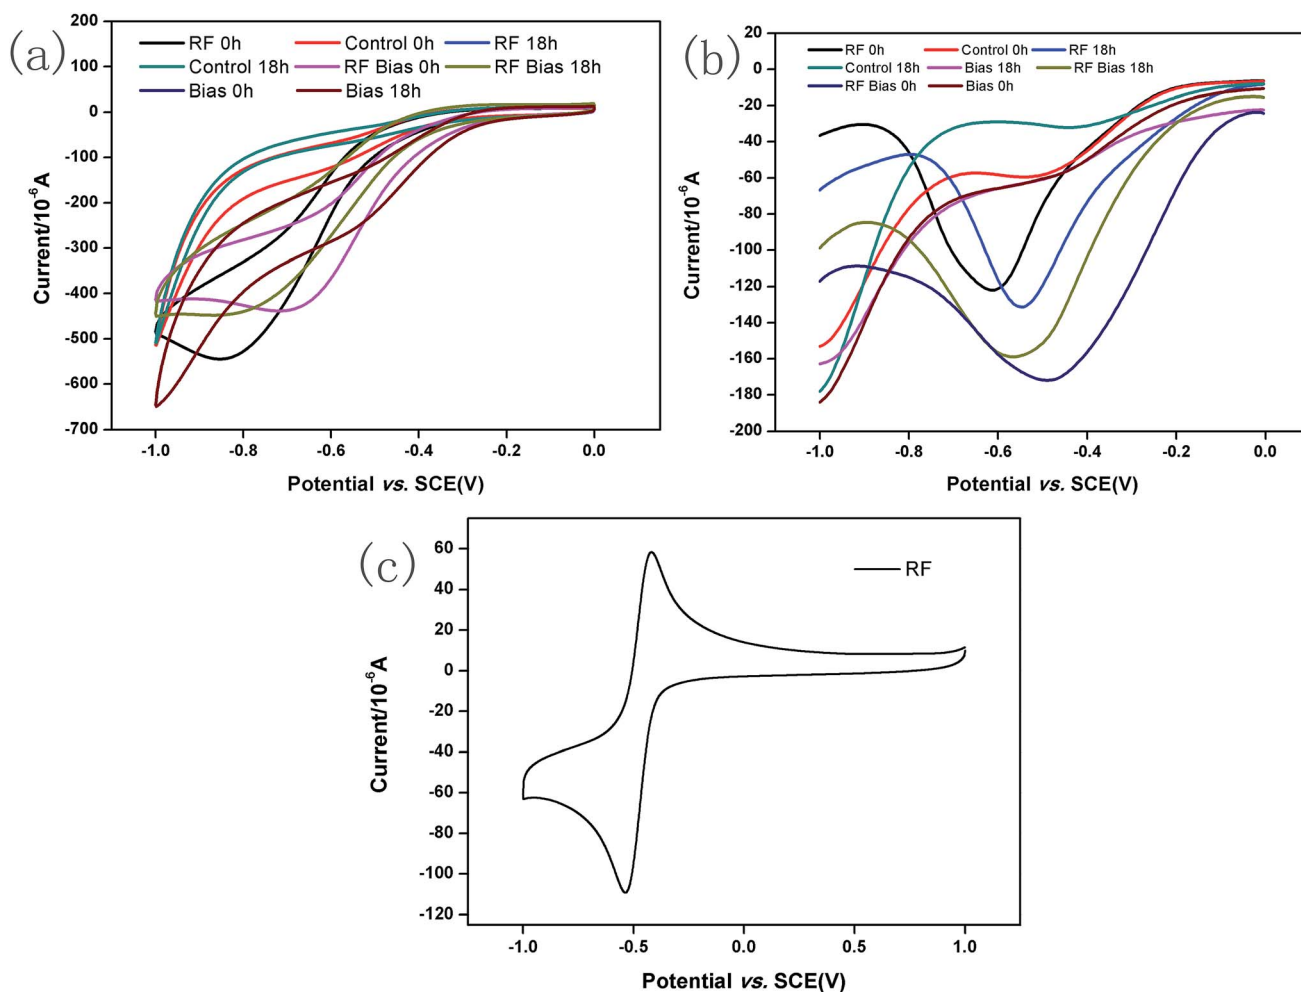 (a)
RF 0h Control 0h RF 18h
Control 18h RF Bias 0h RF Bias 18h
Bias 0h Bias 18h
200
100
0
-100
-200
-300
-400
-500
-600
-700
Current/10⁻⁶A
-1.0 -0.8 -0.6 -0.4 -0.2 0.0
Potential vs. SCE(V)
(b)
RF 0h Control 0h RF 18h
Control 18h Bias 18h RF Bias 18h
RF Bias 0h Bias 0h
20
0
-20
-40
-60
-80
-100
-120
-140
-160
-180
-200
Current/10⁻⁶A
-1.0 -0.8 -0.6 -0.4 -0.2 0.0
Potential vs. SCE(V)
(c)
RF
60
40
20
0
-20
-40
-60
-80
-100
-120
Current/10⁻⁶A
-1.0 -0.5 0.0 0.5 1.0
Potential vs. SCE(V)